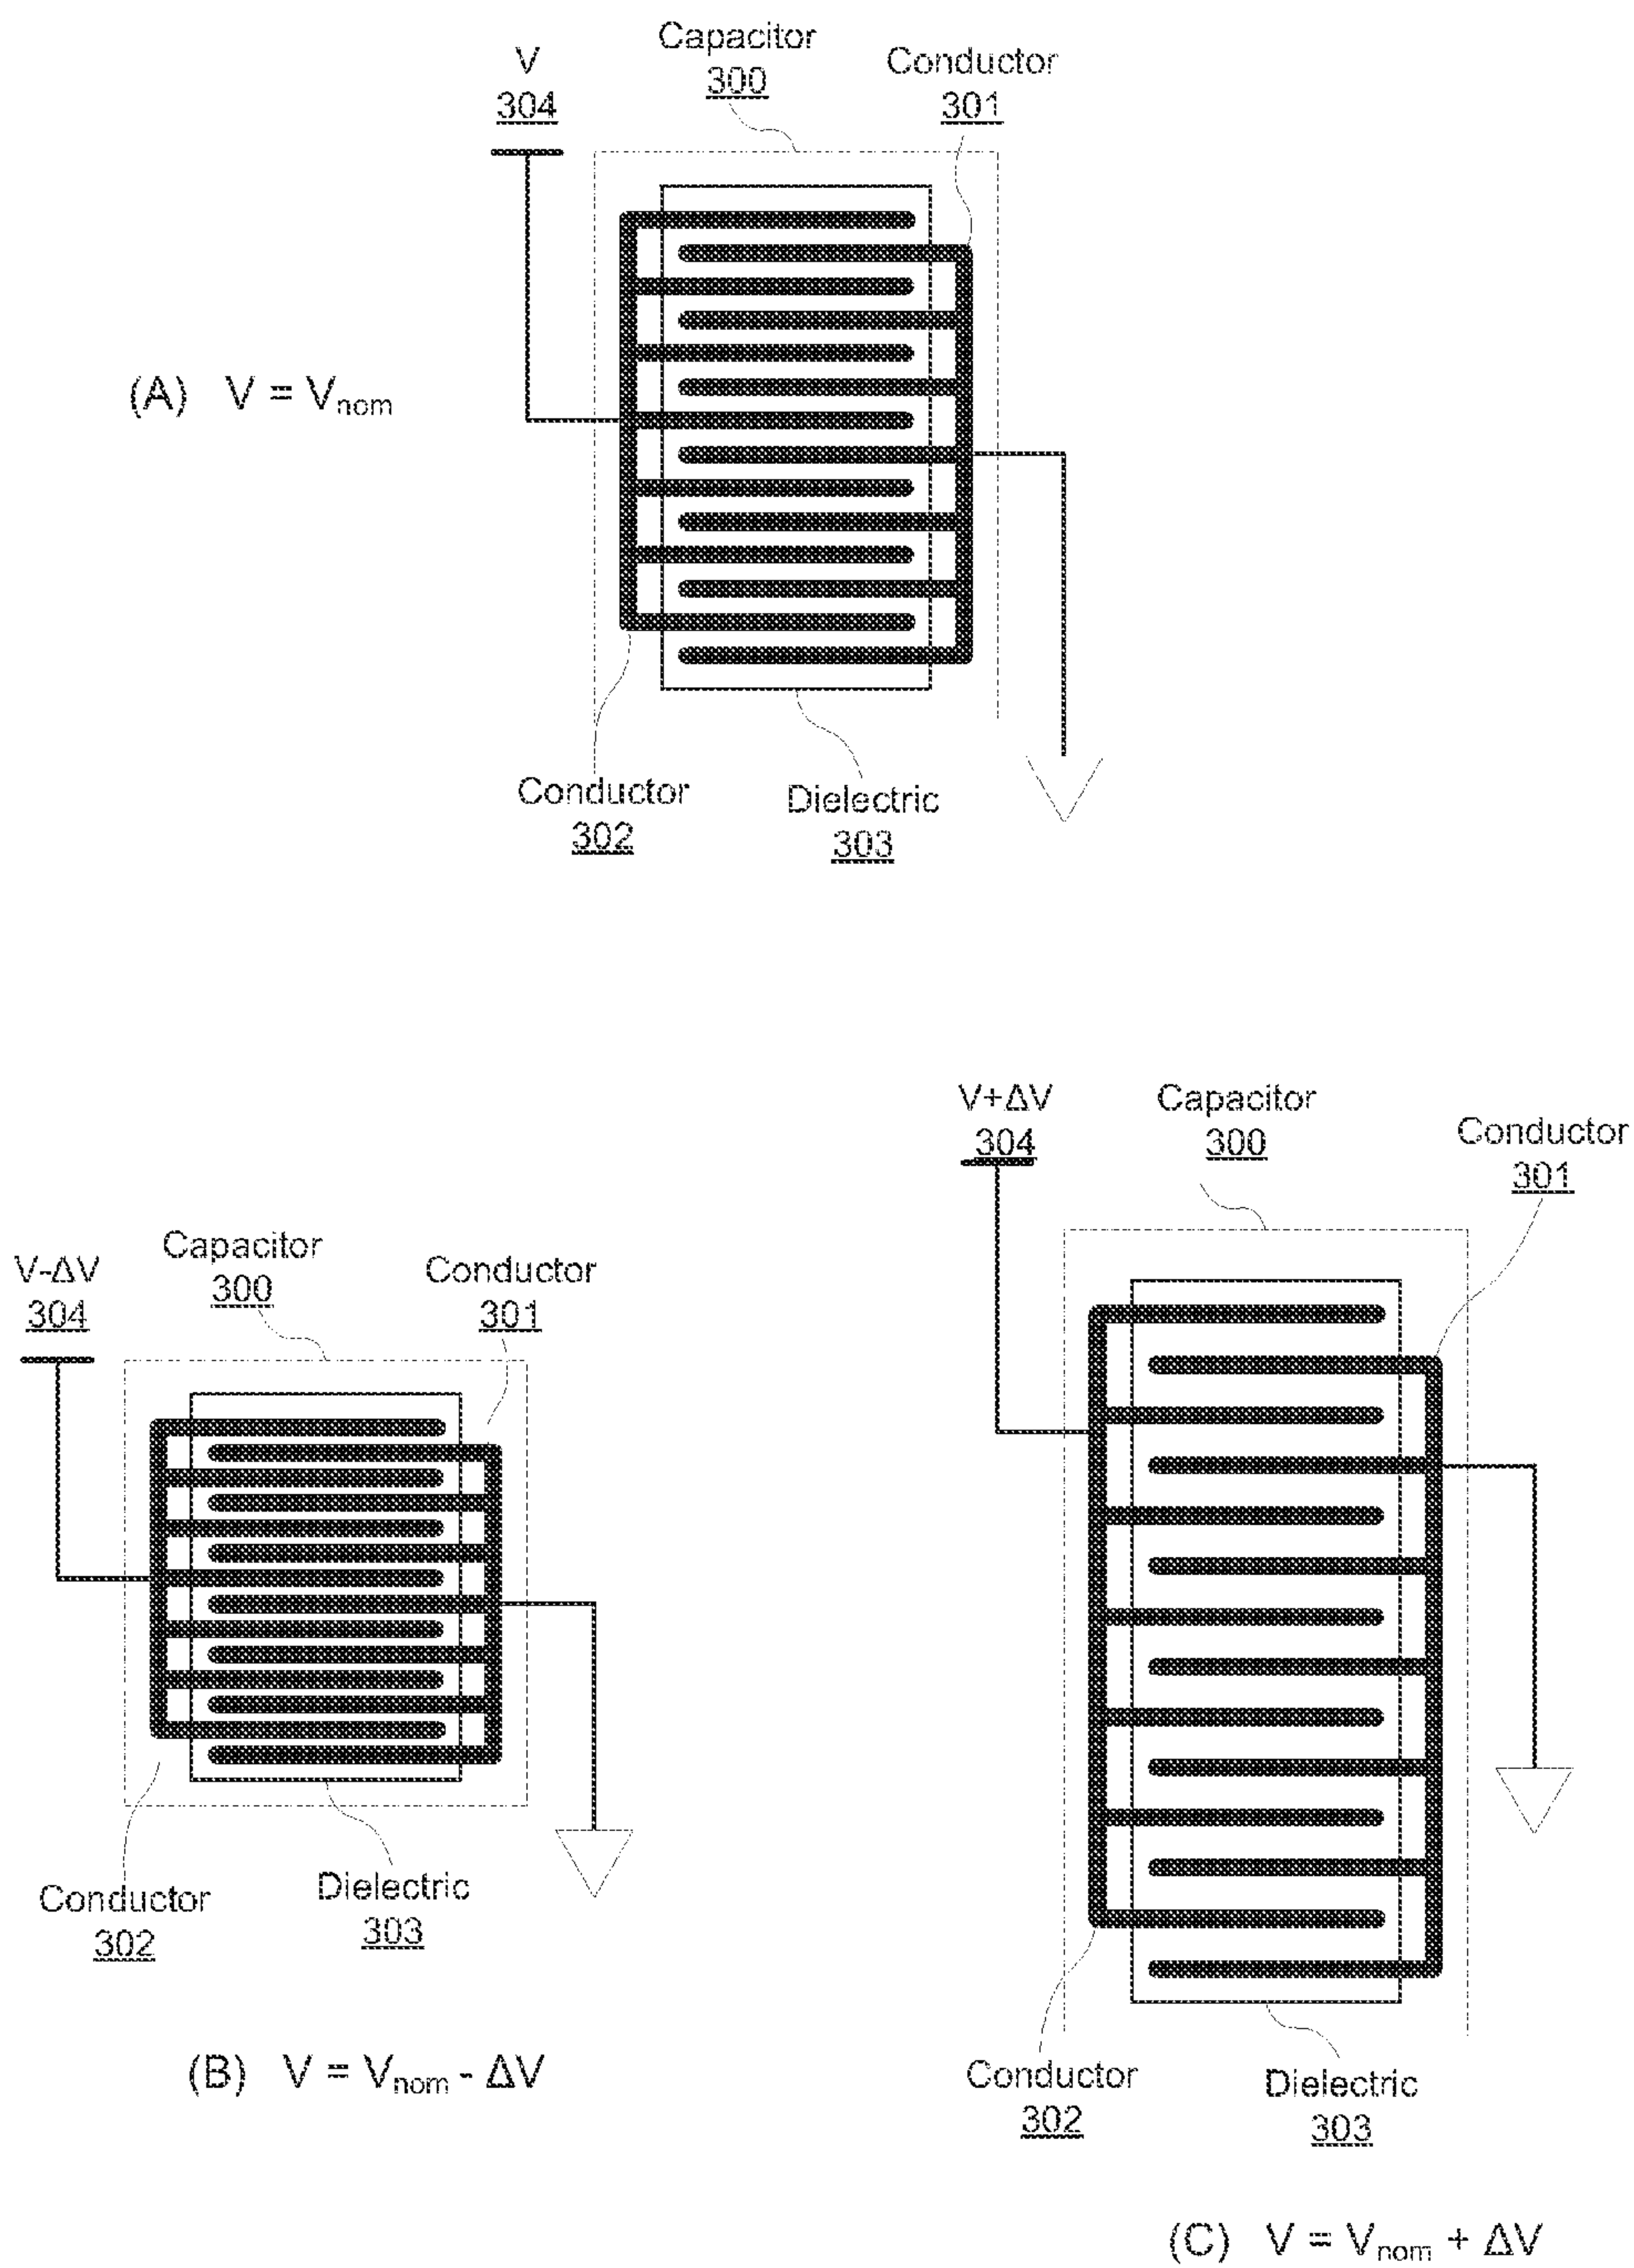 Capacitor
300
V
304
Conductor
301
(A) V = Vnom
Conductor
302
Dielectric
303
V+ΔV
304
Capacitor
300
Conductor
301
V-ΔV
304
Capacitor
300
Conductor
301
Conductor
302
Dielectric
303
(B) V = Vnom - ΔV
Conductor
302
Dielectric
303
(C) V = Vnom + ΔV